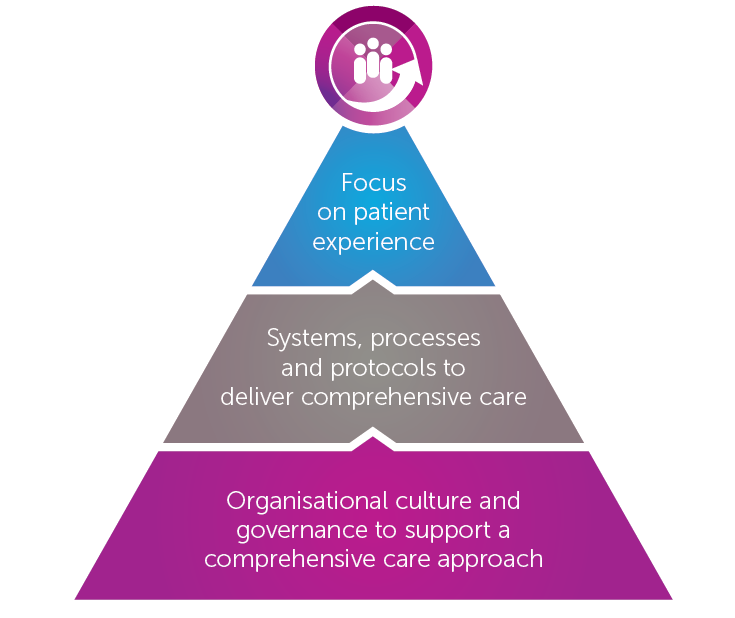 Focus
on patient
experience
Systems, processes
and protocols to
deliver comprehensive care
Organisational culture and
governance to support a
comprehensive care approach